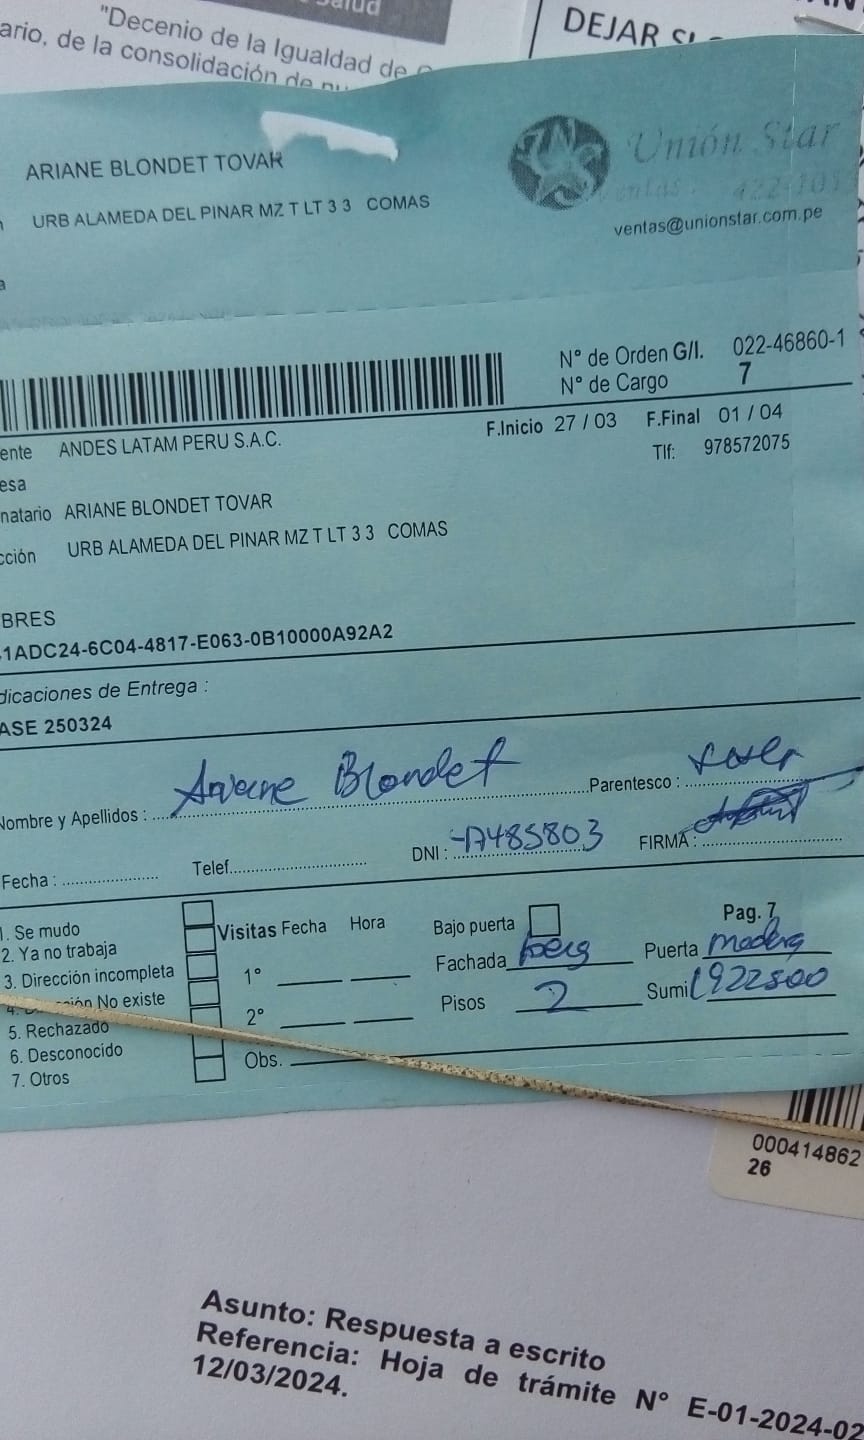 "Decenio de la Igualdad de
ario, de la consolidación de
DEJAR
ARIANE BLONDET TOVAR
URB ALAMEDA DEL PINAR MZ T LT 3 3 COMAS
Unión Star
ventas@unionstar.com.pe
N° de Orden G/I. 022-46860-1
N° de Cargo 7
F.Inicio 27 / 03 F.Final 01 / 04
Tlf: 978572075
ente ANDES LATAM PERU S.A.C.
esa
natario ARIANE BLONDET TOVAR
cción URB ALAMEDA DEL PINAR MZ T LT 3 3 COMAS
BRES
1ADC24-6C04-4817-E063-0B10000A92A2
dicaciones de Entrega :
ASE 250324
Nombre y Apellidos : Ariane Blondet Parentesco :
Fecha : Telef. DNI : FIRMA :
1. Se mudo
2. Ya no trabaja
3. Dirección incompleta
4. No existe
5. Rechazado
6. Desconocido
7. Otros
Visitas Fecha Hora
1°
2°
Obs.
Bajo puerta Pag. 7
Fachada Puerta madera
Pisos 2 Sumi 1922500
000414862
26
Asunto: Respuesta a escrito
Referencia: Hoja de trámite N° E-01-2024-02
12/03/2024.